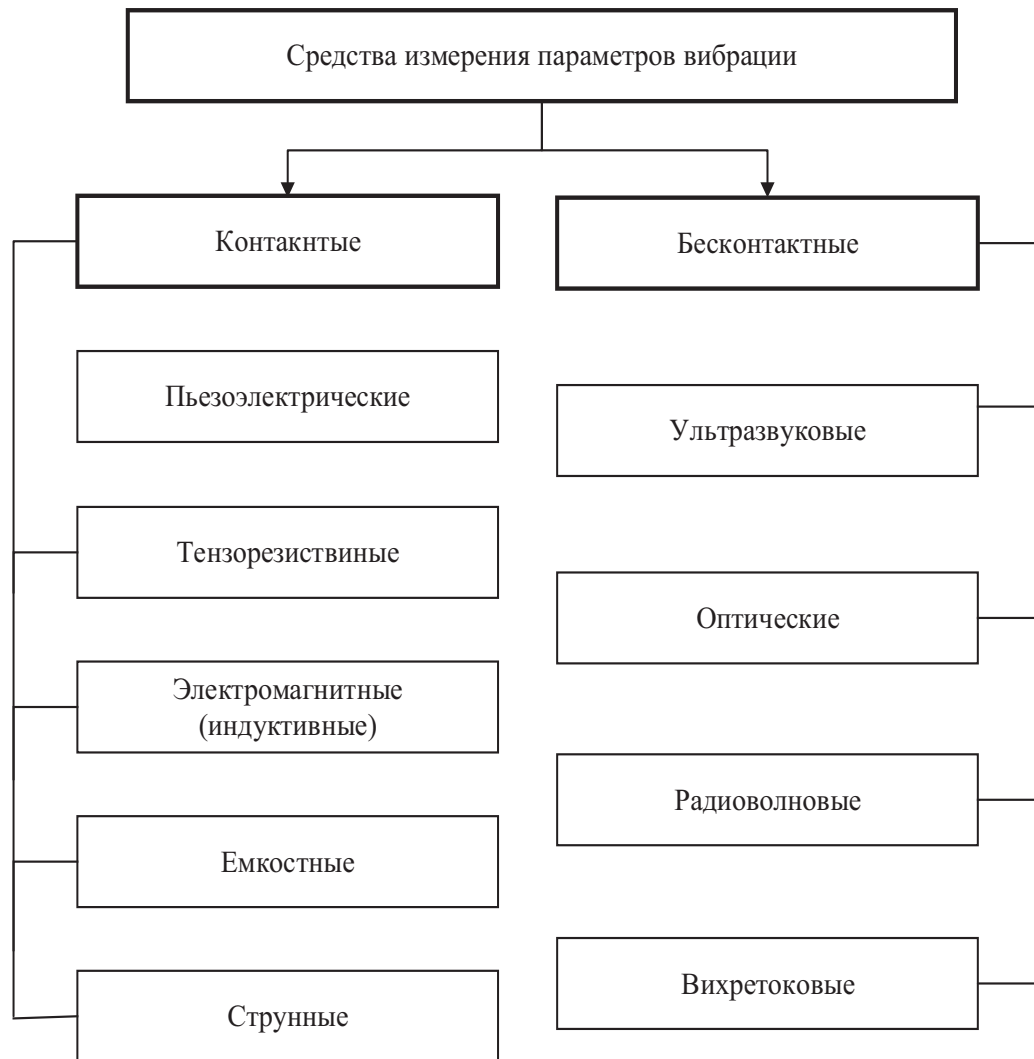 Средства измерения параметров вибрации
Контакнтые
Бесконтактные
Пьезоэлектрические
Тензорезиствиные
Электромагнитные
(индуктивные)
Емкостные
Струнные
Ультразвуковые
Оптические
Радиоволновые
Вихретоковые